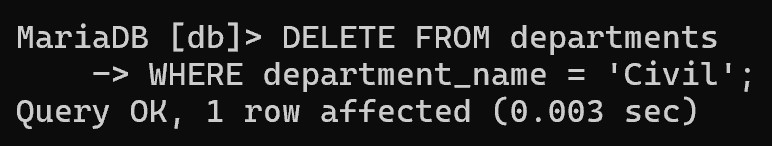 MariaDB [db]> DELETE FROM departments
    -> WHERE department_name = 'Civil';
Query OK, 1 row affected (0.003 sec)